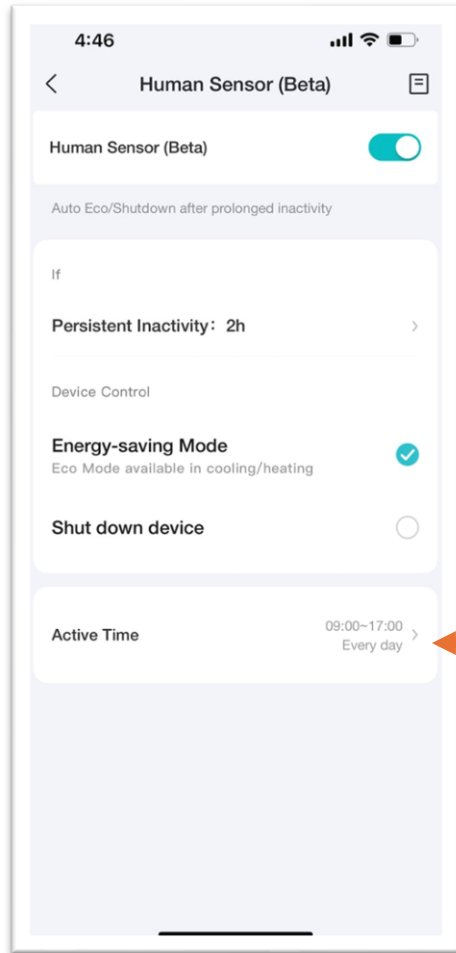 4:46
Human Sensor (Beta)
Human Sensor (Beta)
Auto Eco/Shutdown after prolonged inactivity
If
Persistent Inactivity: 2h
Device Control
Energy-saving Mode
Eco Mode available in cooling/heating
Shut down device
09:00~17:00
Active Time
Every day